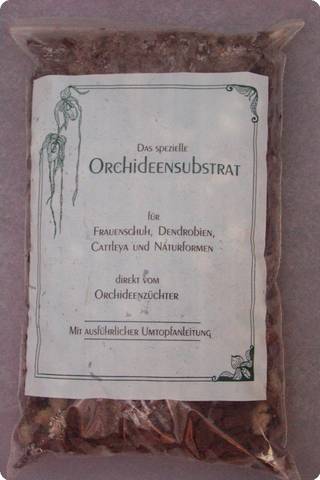 Das spezielle
Orchideensubstrat
für
Frauenschuh, Dendrobien,
Cattleya und Naturformen
direkt vom
Orchideenzüchter
Mit ausführlicher Umtopfanleitung